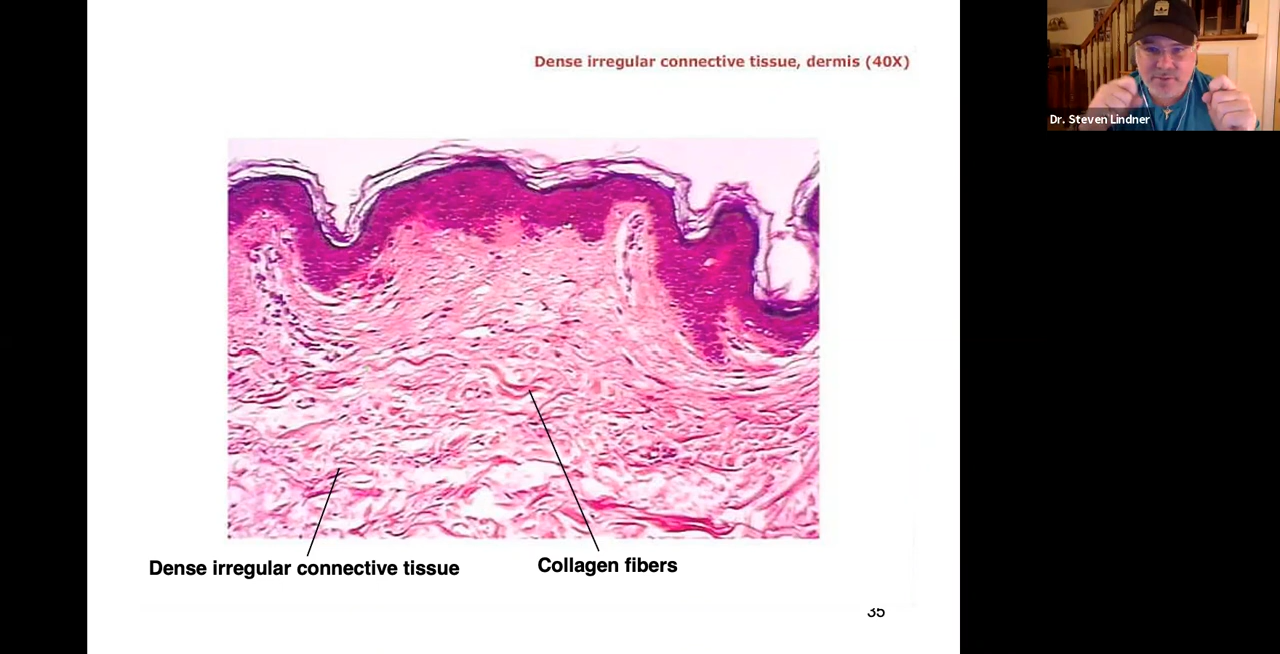 Dense irregular connective tissue, dermis (40X)
Dr. Steven Lindner
Dense irregular connective tissue
Collagen fibers
35